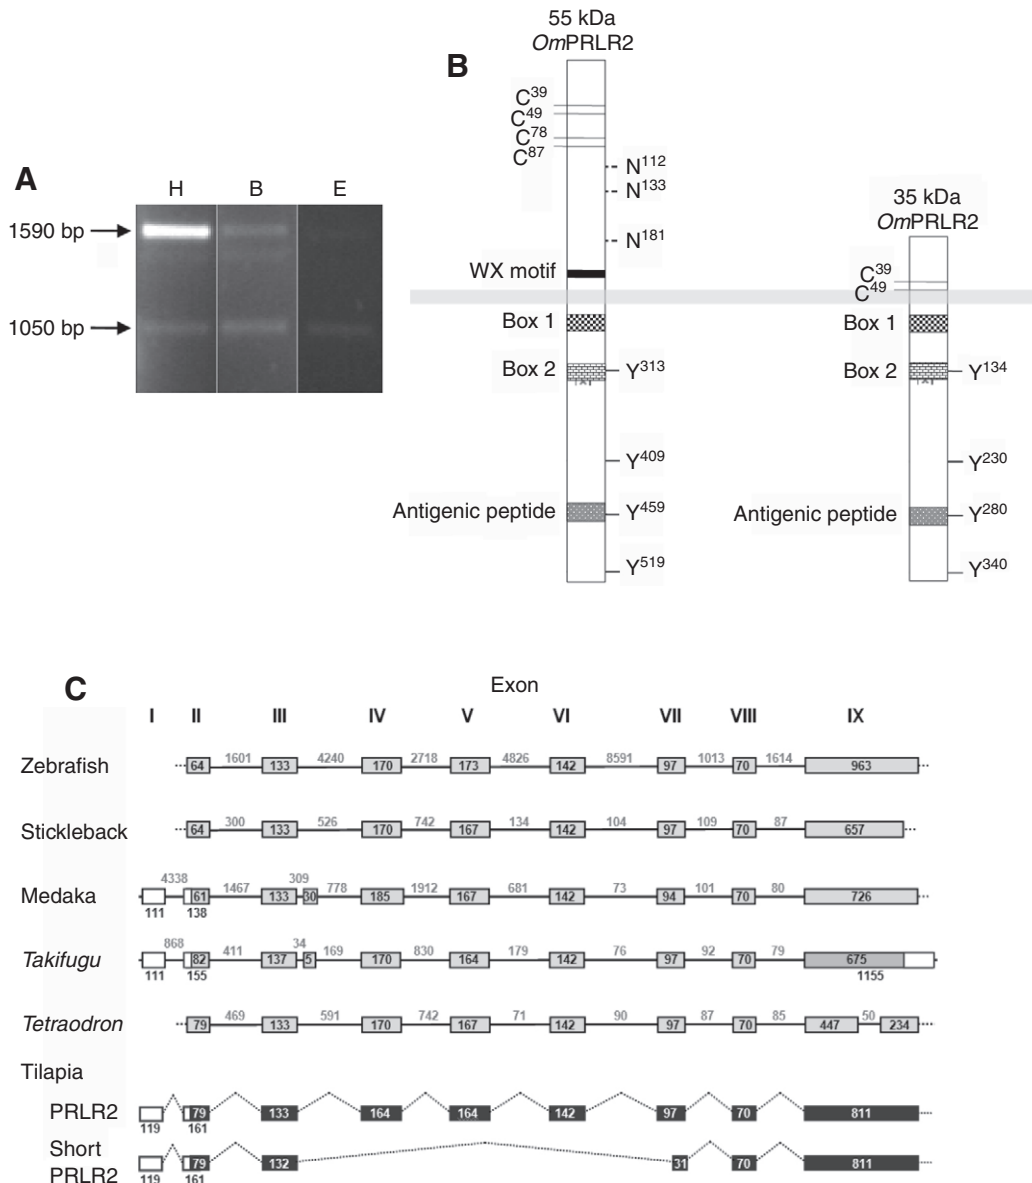 A
H B E
1590 bp
1050 bp
B
55 kDa
OmPRLR2
C39
C49
C78
C87
N112
N133
N181
WX motif
Box 1
Box 2
Y313
Y409
Antigenic peptide
Y459
Y519
35 kDa
OmPRLR2
C39
C49
Box 1
Box 2
Y134
Y230
Antigenic peptide
Y280
Y340
C
Exon
I II III IV V VI VII VIII IX
1601 4240 2718 4826 8591 1013 1614
Zebrafish 64 133 170 173 142 97 70 963
300 526 742 134 104 109 87
Stickleback 64 133 170 167 142 97 70 657
4338 1467 309 778 1912 681 73 101 80
Medaka 61 133 30 185 167 142 94 70 726
111 138
868 411 34 169 830 179 76 92 79
Takifugu 82 137 5 170 164 142 97 70 675
111 155 1155
469 591 742 71 90 87 85 50
Tetraodron 79 133 170 167 142 97 70 447 234
Tilapia
PRLR2 79 133 164 164 142 97 70 811
119 161
Short
PRLR2 79 132 31 70 811
119 161